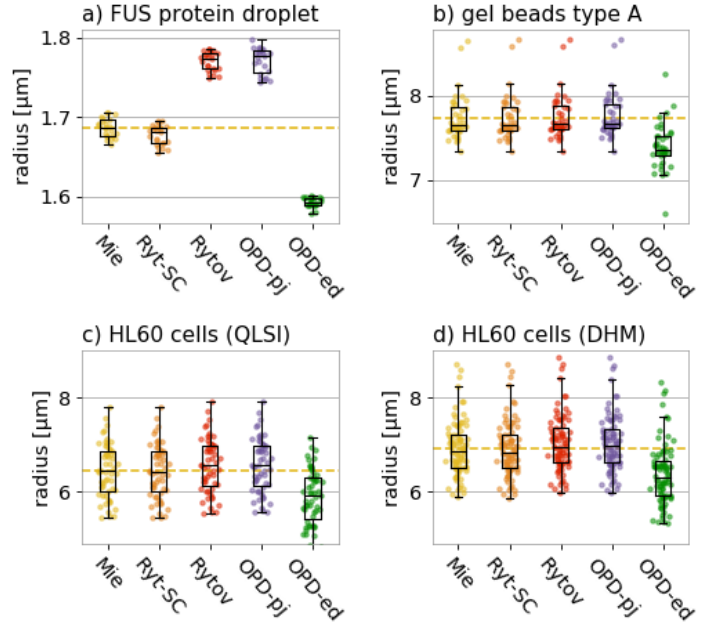 a) FUS protein droplet
radius [µm]
1.8
1.7
1.6
Mie
Ryt-SC
Rytov
OPD-pj
OPD-ed
b) gel beads type A
radius [µm]
8
7
Mie
Ryt-SC
Rytov
OPD-pj
OPD-ed
c) HL60 cells (QLSI)
radius [µm]
8
6
Mie
Ryt-SC
Rytov
OPD-pj
OPD-ed
d) HL60 cells (DHM)
radius [µm]
8
6
Mie
Ryt-SC
Rytov
OPD-pj
OPD-ed